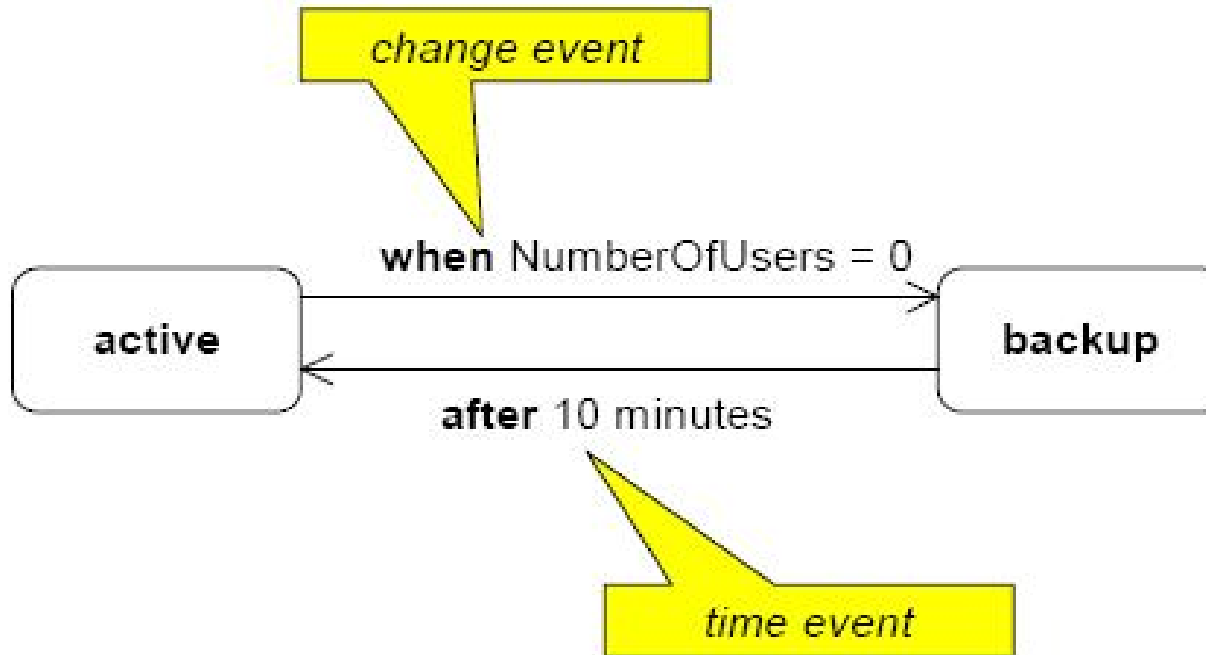 change event
when NumberOfUsers = 0
active
backup
after 10 minutes
time event